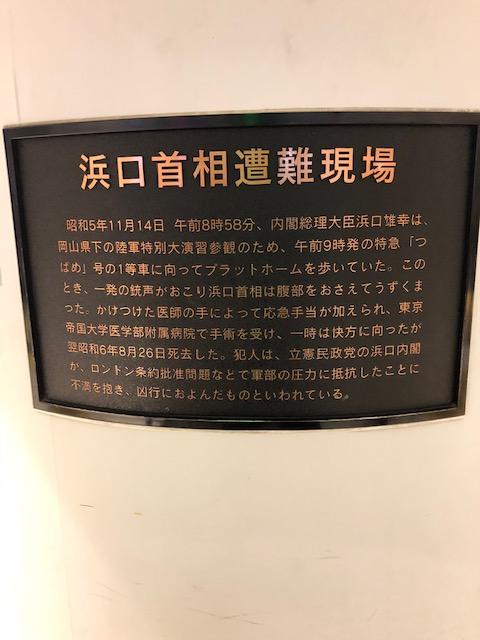 浜口首相遭難現場
昭和5年11月14日 午前8時58分、内閣総理大臣浜口雄幸は、
岡山県下の陸軍特別大演習参観のため、午前9時発の特急「つ
ばめ」号の1等車に向ってプラットホームを歩いていた。この
とき、一発の銃声がおこり浜口首相は腹部をおさえてうずくま
った。かけつけた医師の手によって応急手当が加えられ、東京
帝国大学医学部附属病院で手術を受け、一時は快方に向ったが
翌昭和6年8月26日死去した。犯人は、立憲民政党の浜口内閣
が、ロンドン条約批准問題などで軍部の圧力に抵抗したことに
不満を抱き、凶行におよんだものといわれている。